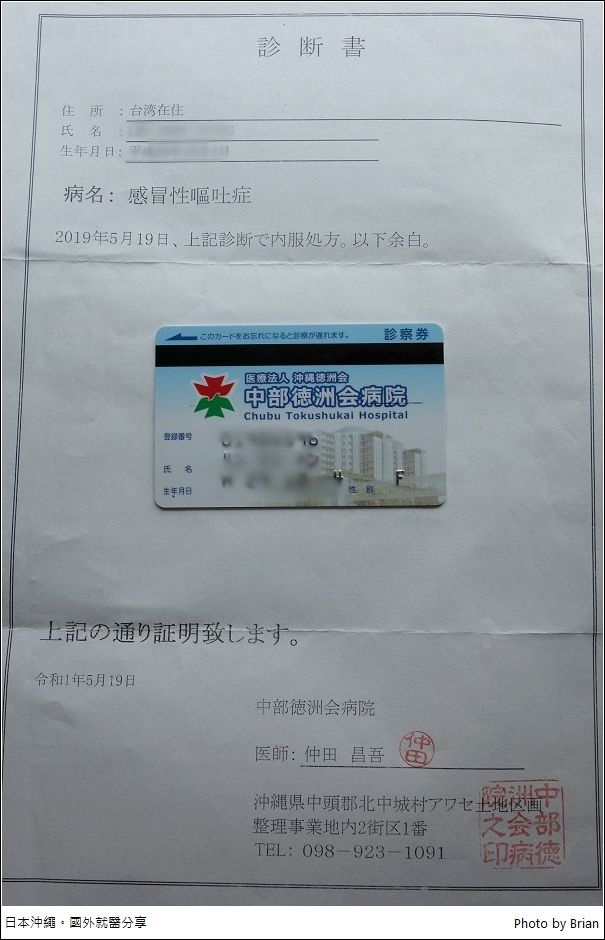 診断書
住所：台湾在住
氏名
生年月日：
病名：感冒性嘔吐症
2019年5月19日、上記診断で内服処方。以下余白。
このカードをお忘れになると診察が遅れます。 診察券
医療法人 沖縄徳洲会
中部徳洲会病院
Chubu Tokushukai Hospital
登録番号
氏名
生年月日 4 性別 F
上記の通り証明致します。
令和1年5月19日
中部徳洲会病院
医師：仲田 昌吾 仲田
沖縄県中頭郡北中城村アワセ土地区画
整理事業地内2街区1番
TEL：098－923－1091
中部徳洲会病院之印
日本沖繩。國外就醫分享
Photo by Brian